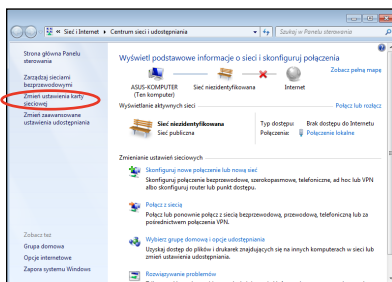 « Sieć i Internet ▸ Centrum sieci i udostępniania
Szukaj w Panelu sterowania
Strona główna Panelu
sterowania
Zarządzaj sieciami
bezprzewodowymi
Zmień ustawienia karty
sieciowej
Zmień zaawansowane
ustawienia udostępniania
Wyświetl podstawowe informacje o sieci i skonfiguruj połączenia
Zobacz pełną mapę
ASUS-KOMPUTER
(Ten komputer)
Sieć niezidentyfikowana
Internet
Wyświetlanie aktywnych sieci
Połącz lub rozłącz
Sieć niezidentyfikowana
Sieć publiczna
Typ dostępu: Brak dostępu do Internetu
Połączenia: Połączenie lokalne
Zmienianie ustawień sieciowych
Skonfiguruj nowe połączenie lub nową sieć
Skonfiguruj połączenie bezprzewodowe, szerokopasmowe, telefoniczne, ad hoc lub VPN
albo skonfiguruj router lub punkt dostępu.
Połącz z siecią
Połącz lub ponownie połącz z siecią bezprzewodową, przewodową, telefoniczną lub za
pośrednictwem połączenia VPN.
Wybierz grupę domową i opcje udostępniania
Uzyskaj dostęp do plików i drukarek znajdujących się na innych komputerach w sieci lub
zmień ustawienia udostępniania.
Rozwiązywanie problemów
Zobacz też
Grupa domowa
Opcje internetowe
Zapora systemu Windows